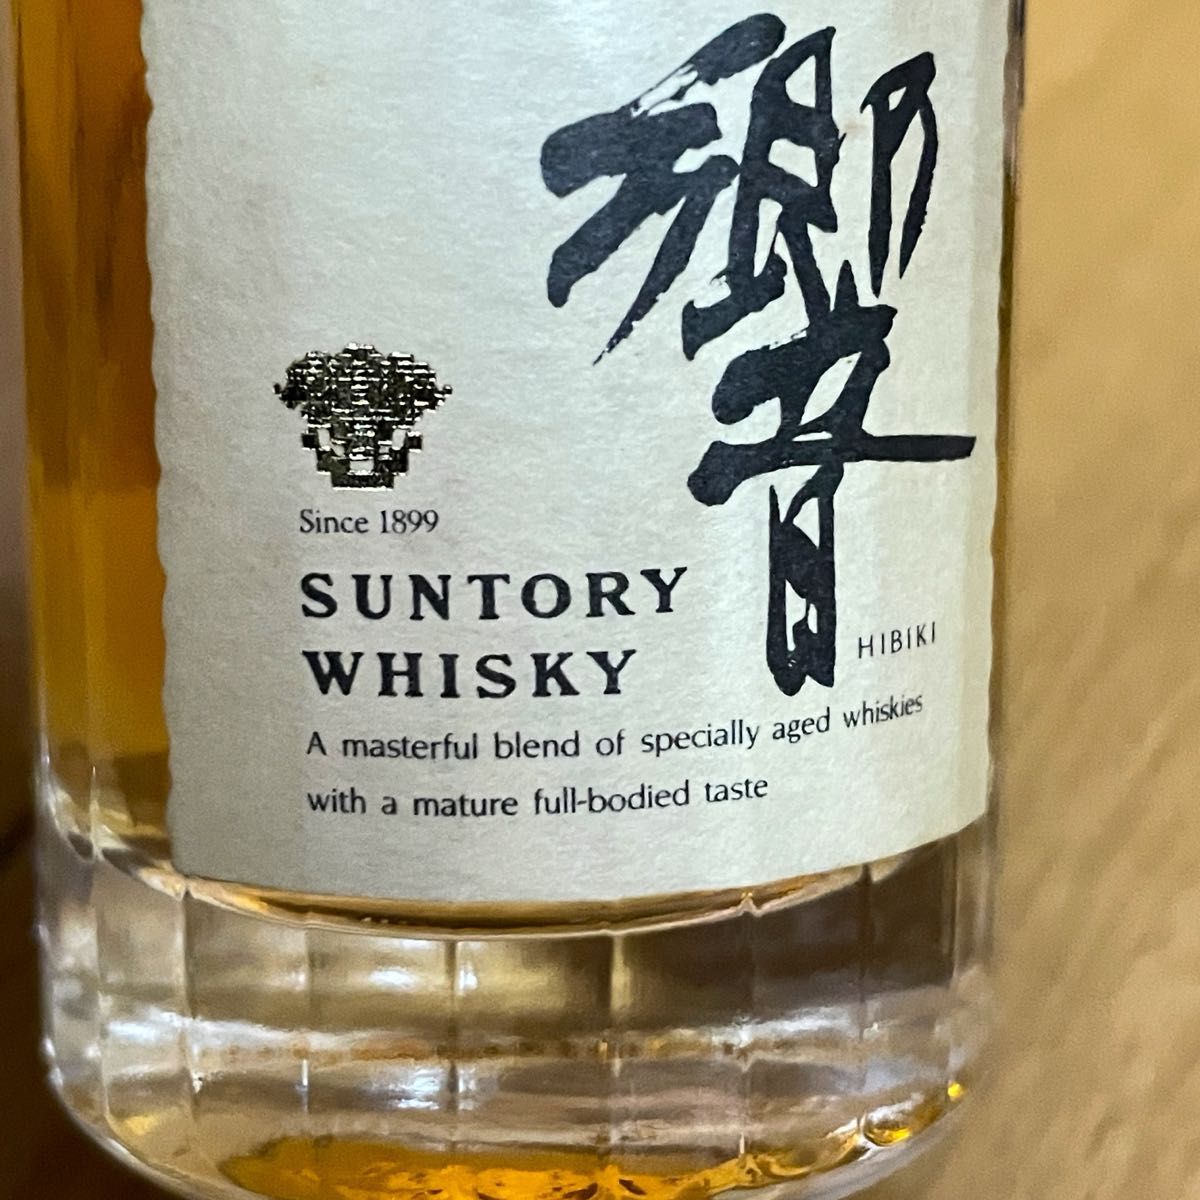 響
HIBIKI
Since 1899
SUNTORY
WHISKY
A masterful blend of specially aged whiskies
with a mature full-bodied taste